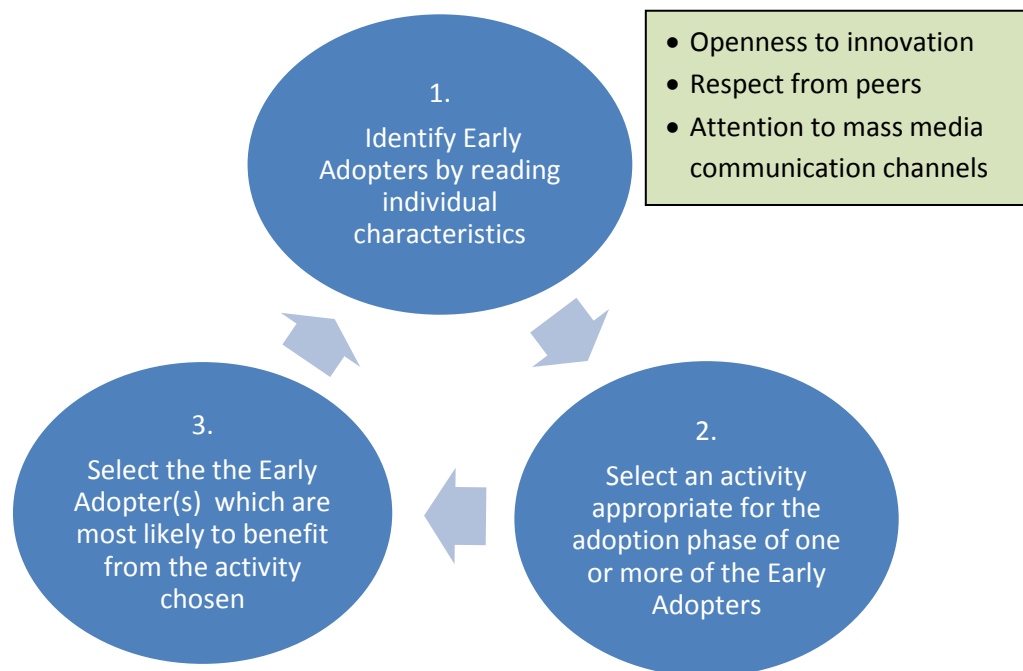 1.
Identify Early
Adopters by reading
individual
characteristics
• Openness to innovation
• Respect from peers
• Attention to mass media
communication channels
2.
Select an activity
appropriate for the
adoption phase of one
or more of the Early
Adopters
3.
Select the the Early
Adopter(s) which are
most likely to benefit
from the activity
chosen